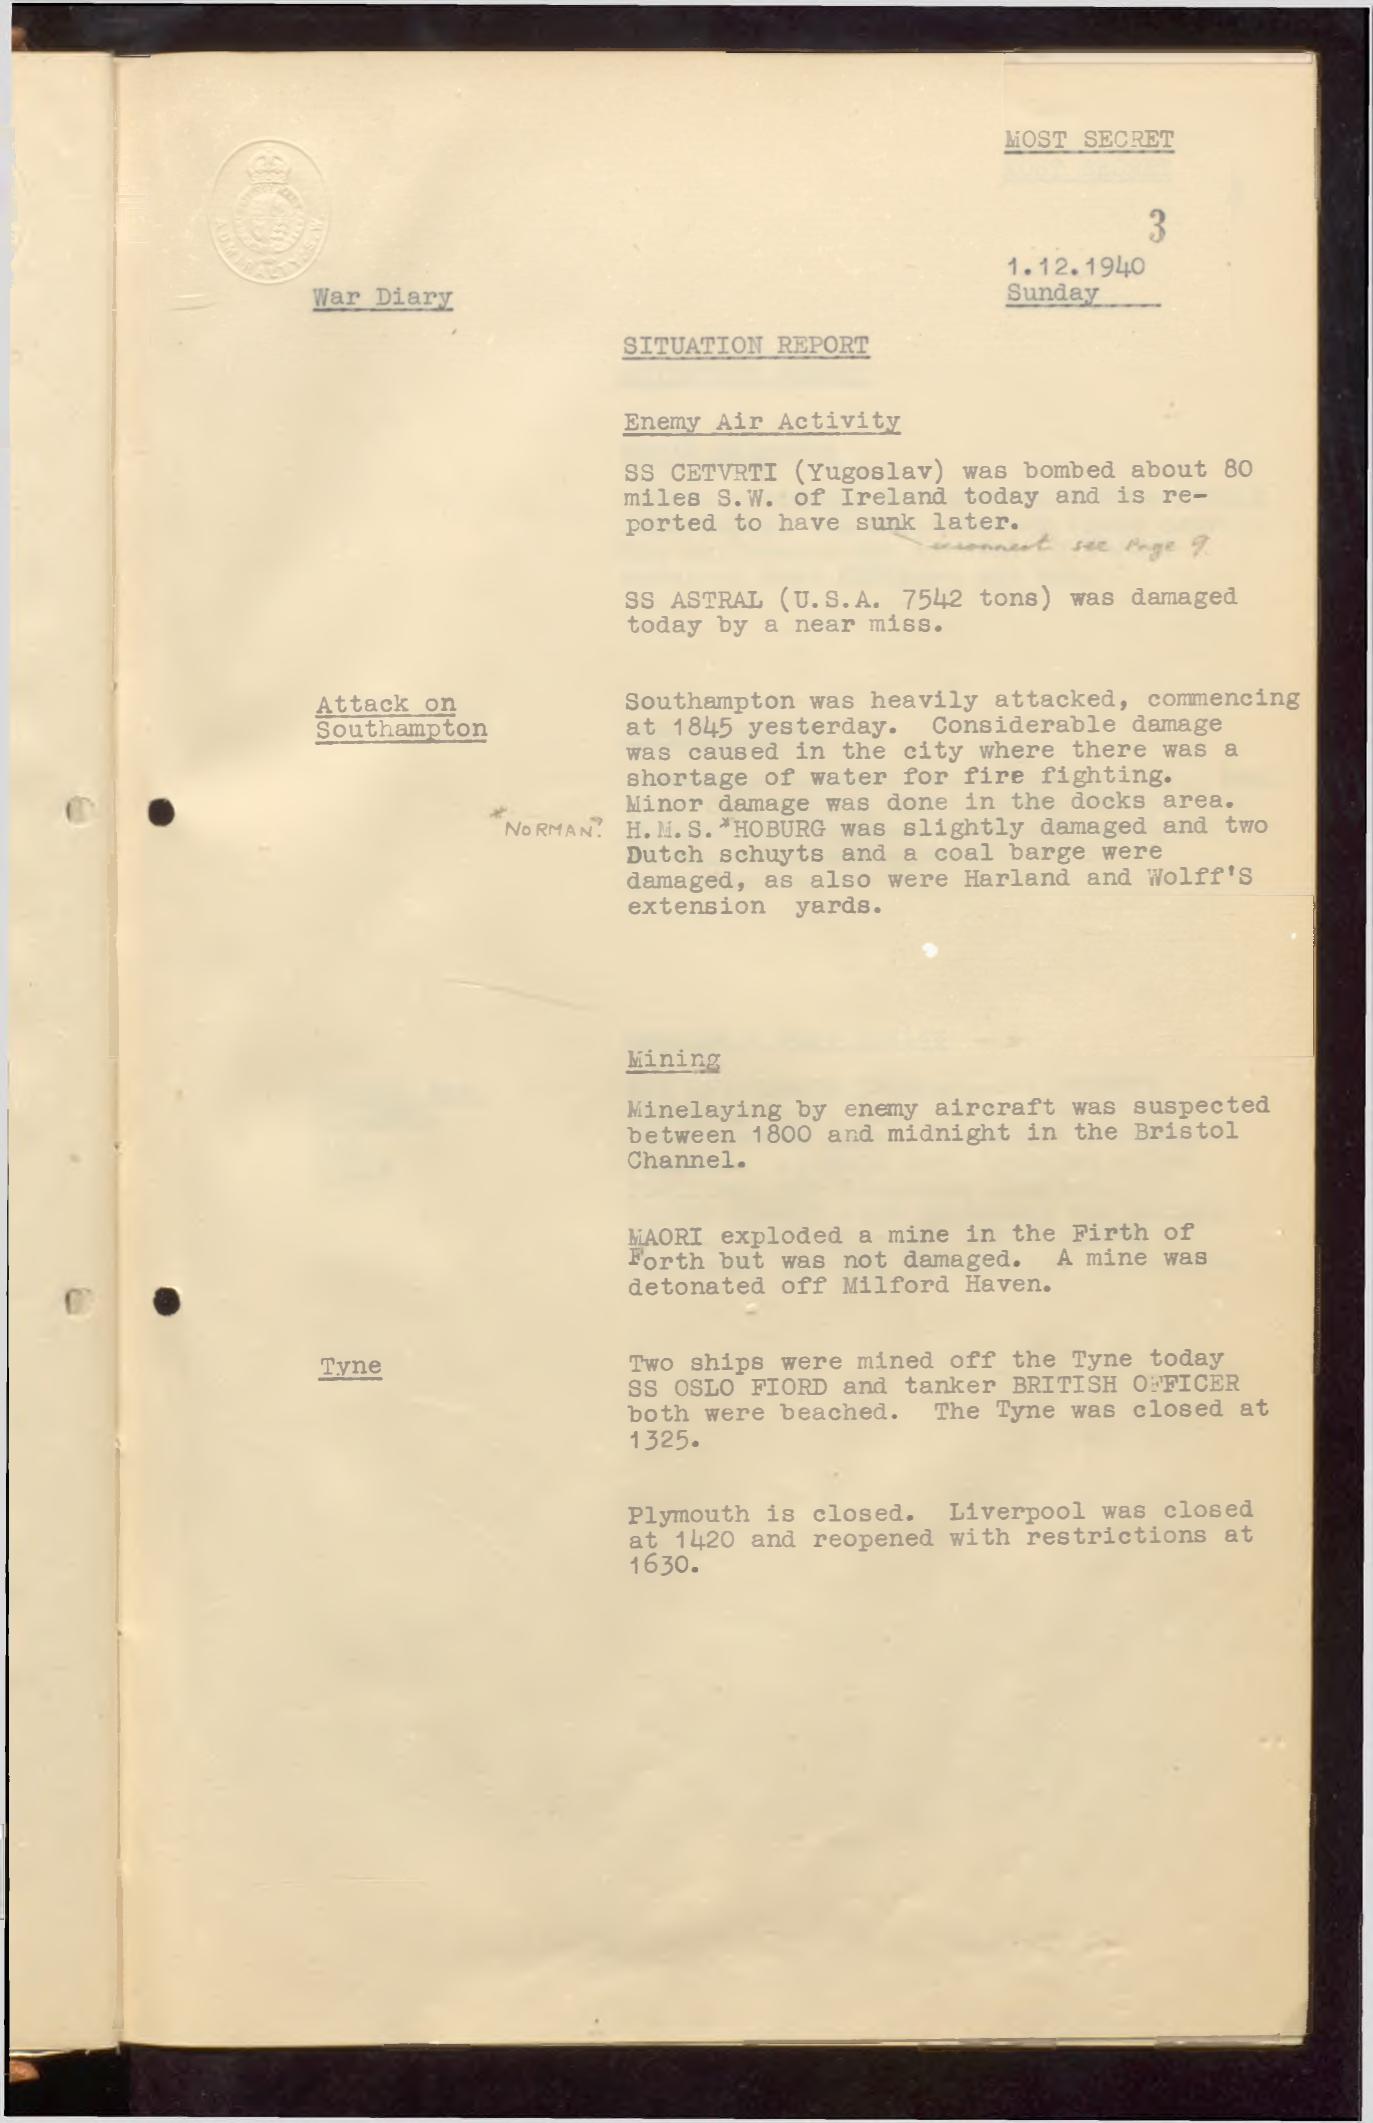 MOST SECRET
3
1.12.1940
Sunday
War Diary
SITUATION REPORT
Enemy Air Activity
SS CETVRTI (Yugoslav) was bombed about 80
miles S.W. of Ireland today and is re-
ported to have sunk later.
incorrect see Page 9
SS ASTRAL (U.S.A. 7542 tons) was damaged
today by a near miss.
Attack on
Southampton
Southampton was heavily attacked, commencing
at 1845 yesterday. Considerable damage
was caused in the city where there was a
shortage of water for fire fighting.
Minor damage was done in the docks area.
*NORMAN?
H.M.S.*HOBURG was slightly damaged and two
Dutch schuyts and a coal barge were
damaged, as also were Harland and Wolff'S
extension yards.
Mining
Minelaying by enemy aircraft was suspected
between 1800 and midnight in the Bristol
Channel.
MAORI exploded a mine in the Firth of
Forth but was not damaged. A mine was
detonated off Milford Haven.
Tyne
Two ships were mined off the Tyne today
SS OSLO FIORD and tanker BRITISH OFFICER
both were beached. The Tyne was closed at
1325.
Plymouth is closed. Liverpool was closed
at 1420 and reopened with restrictions at
1630.